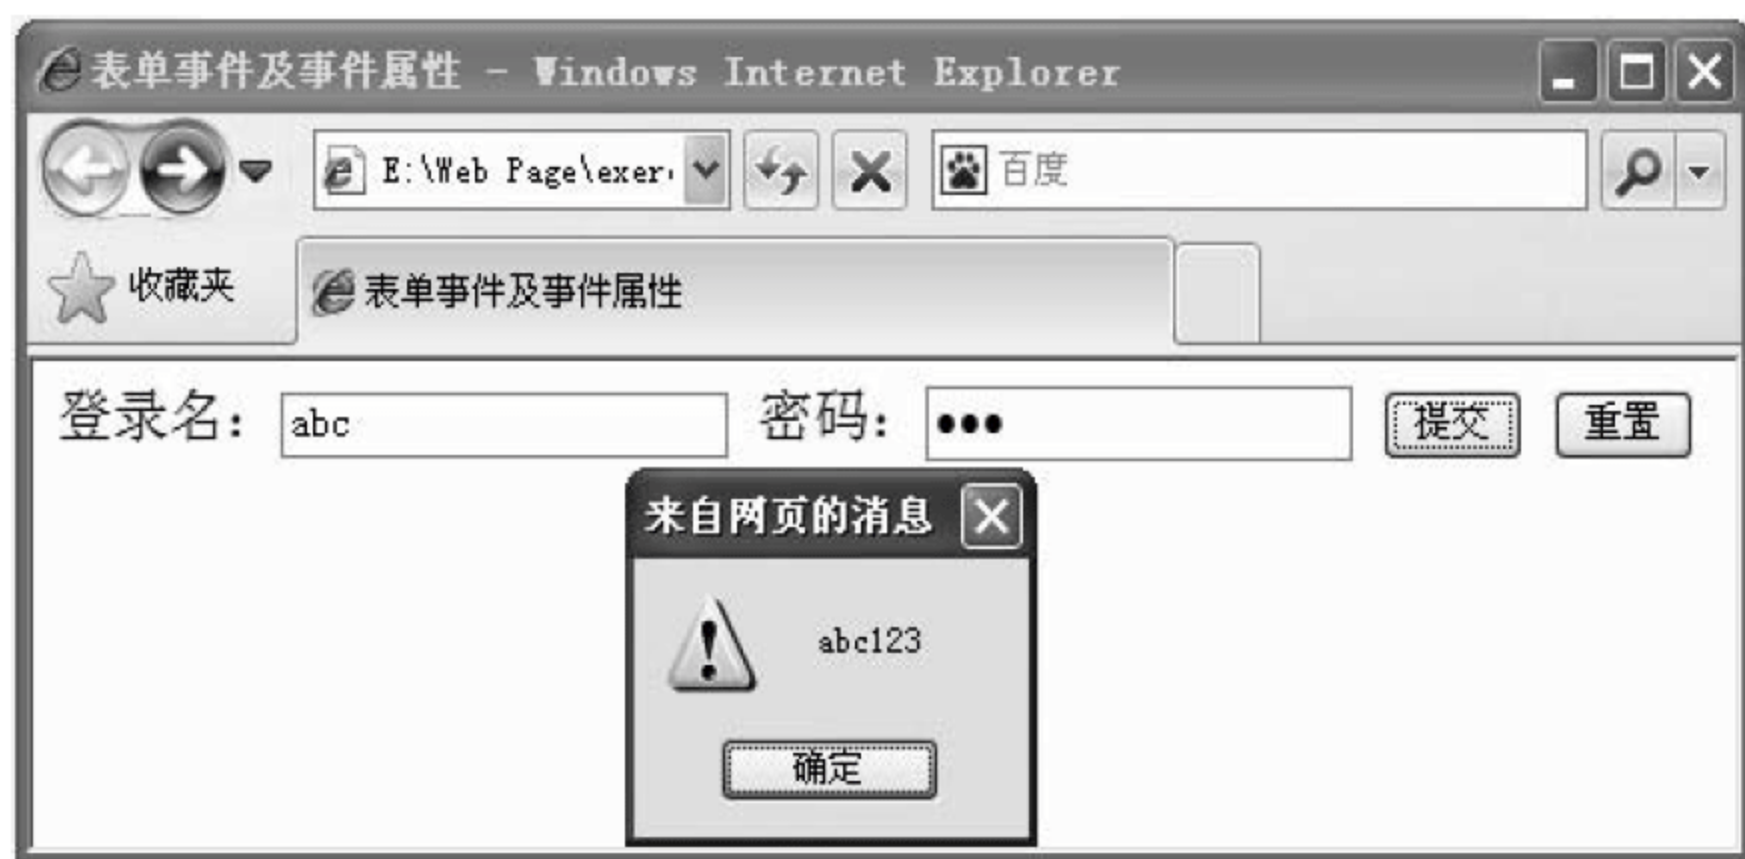 表单事件及事件属性 - Windows Internet Explorer
E:\Web Page\exer 百度
收藏夹 表单事件及事件属性
登录名： abc 密码： ●●● 提交 重置
来自网页的消息
abc123
确定